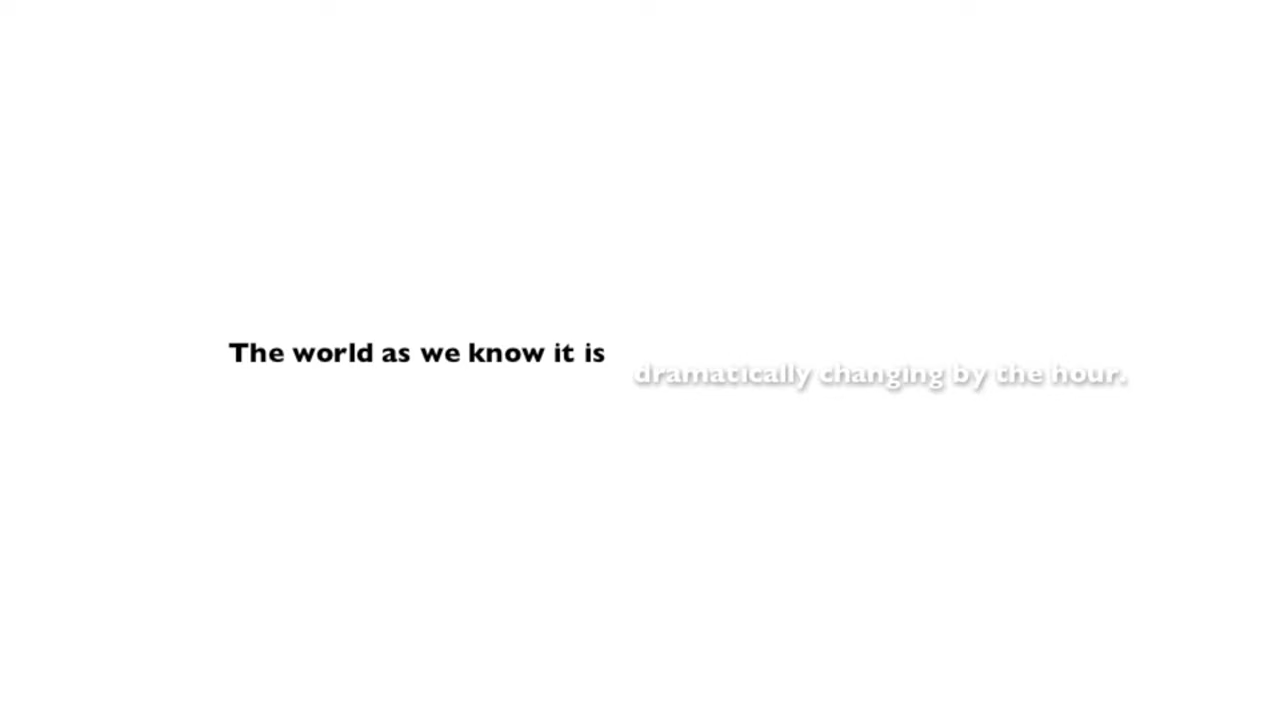 The world as we know it is
dramatically changing by the hour.